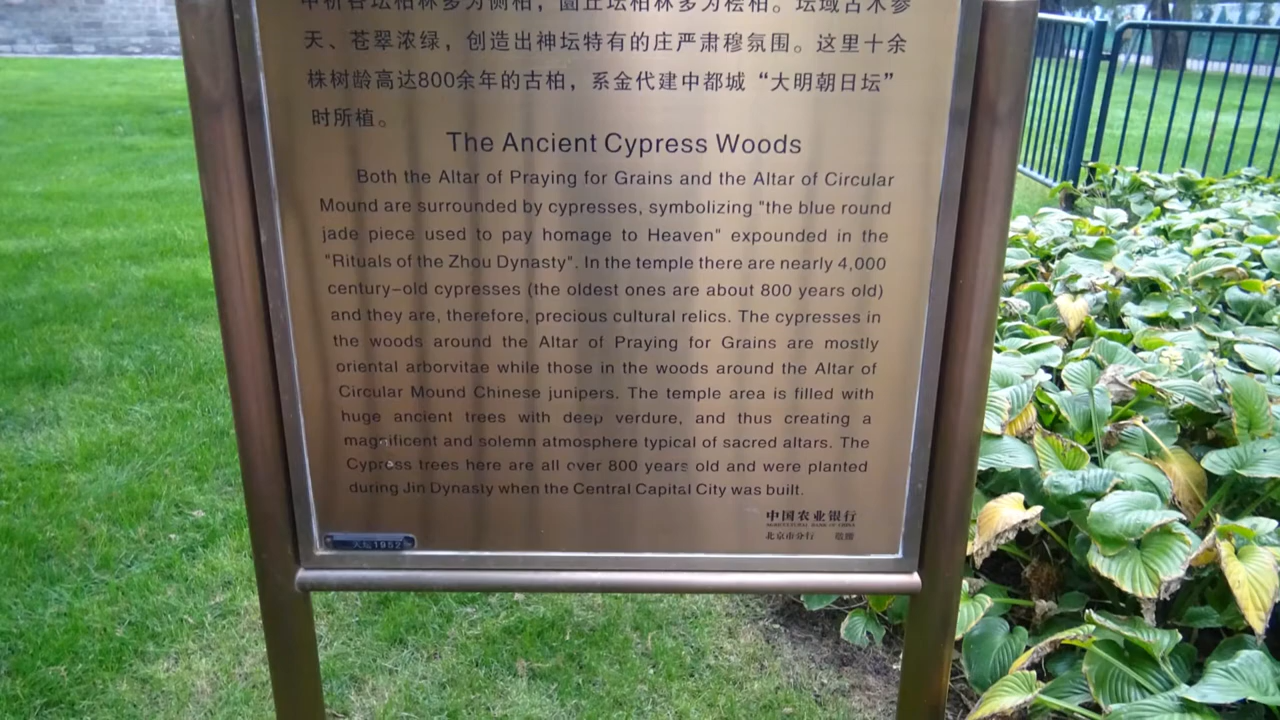 坛柏林多为侧柏，圜丘坛柏林多为桧柏。坛域古木参
天、苍翠浓绿，创造出神坛特有的庄严肃穆氛围。这里十余
株树龄高达800余年的古柏，系金代建中都城“大明朝日坛”
时所植。
The Ancient Cypress Woods
Both the Altar of Praying for Grains and the Altar of Circular
Mound are surrounded by cypresses, symbolizing "the blue round
jade piece used to pay homage to Heaven" expounded in the
"Rituals of the Zhou Dynasty". In the temple there are nearly 4,000
century-old cypresses (the oldest ones are about 800 years old)
and they are, therefore, precious cultural relics. The cypresses in
the woods around the Altar of Praying for Grains are mostly
oriental arborvitae while those in the woods around the Altar of
Circular Mound Chinese junipers. The temple area is filled with
huge ancient trees with deep verdure, and thus creating a
magnificent and solemn atmosphere typical of sacred altars. The
Cypress trees here are all over 800 years old and were planted
during Jin Dynasty when the Central Capital City was built.
中国农业银行
AGRICULTURAL BANK OF CHINA
北京市分行 敬赠
天坛1957